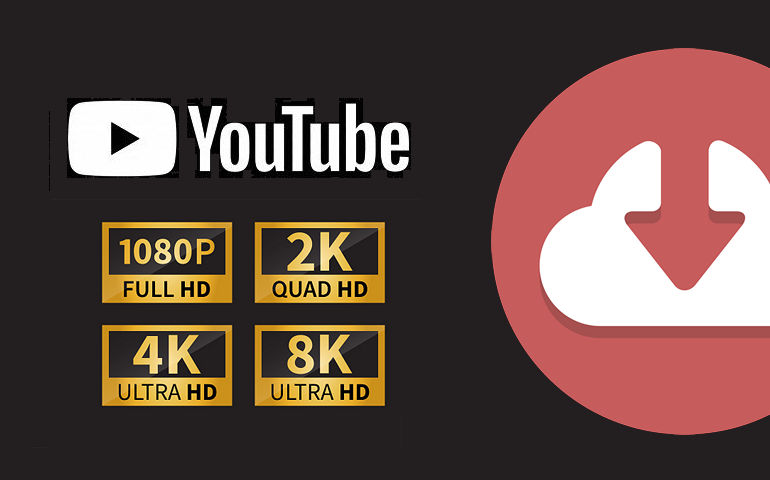 YouTube
1080P
FULL HD
2K
QUAD HD
4K
ULTRA HD
8K
ULTRA HD